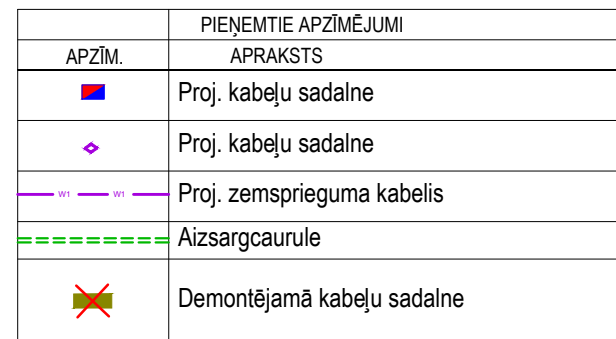 PIEŅEMTIE APZĪMĒJUMI
APZĪM. APRAKSTS
Proj. kabeļu sadalne
Proj. kabeļu sadalne
W1 W1 Proj. zemsprieguma kabelis
Aizsargcaurule
Demontējamā kabeļu sadalne